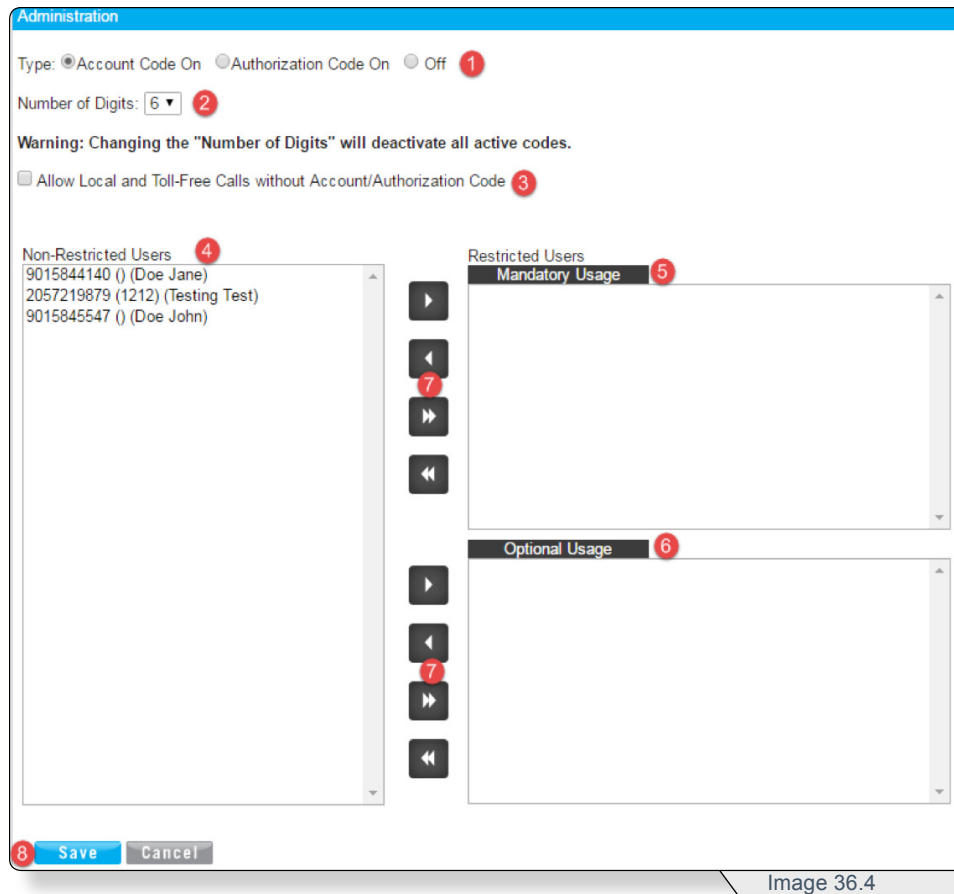 Administration
Type: Account Code On Authorization Code On Off 1
Number of Digits: 6 2
Warning: Changing the "Number of Digits" will deactivate all active codes.
Allow Local and Toll-Free Calls without Account/Authorization Code 3
Non-Restricted Users 4
9015844140 () (Doe Jane)
2057219879 (1212) (Testing Test)
9015845547 () (Doe John)
Restricted Users
Mandatory Usage 5
7
Optional Usage 6
7
8 Save Cancel
Image 36.4